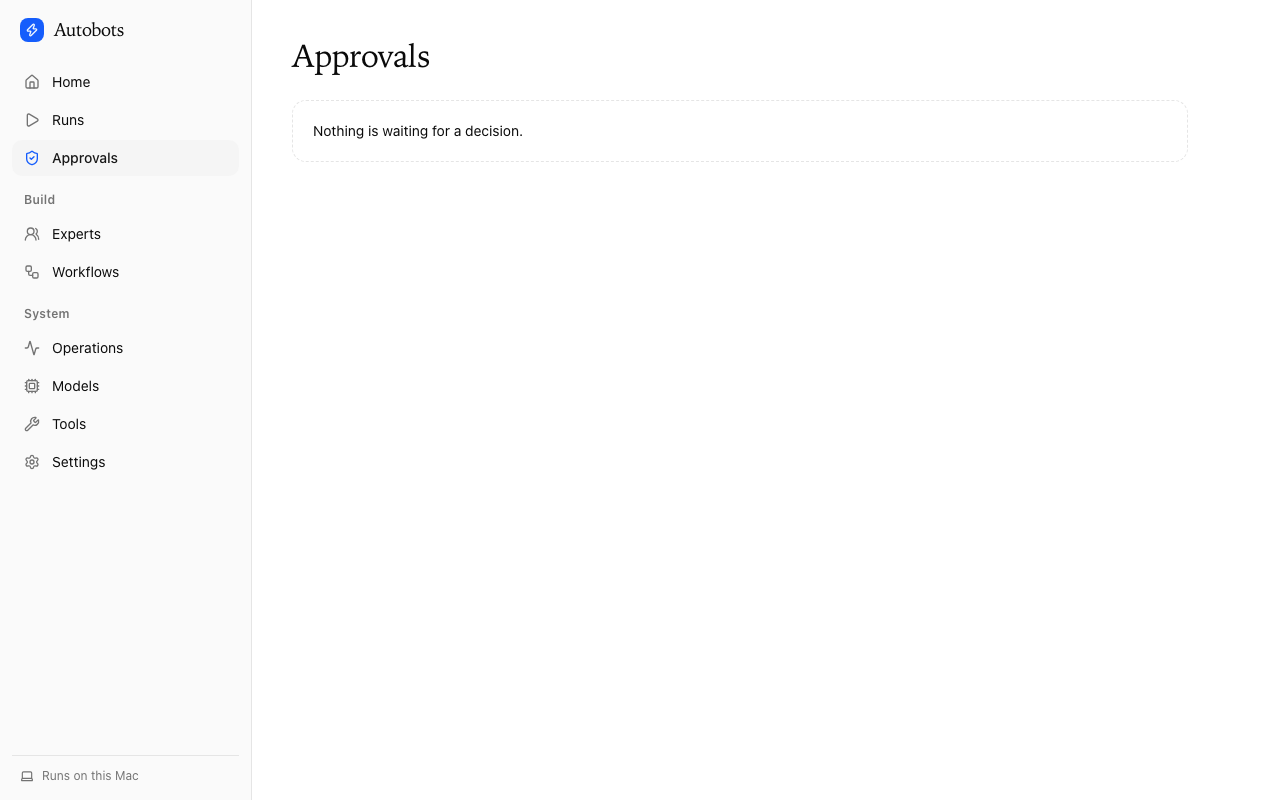 Autobots
Home
Runs
Approvals
Build
Experts
Workflows
System
Operations
Models
Tools
Settings
Runs on this Mac
Approvals
Nothing is waiting for a decision.